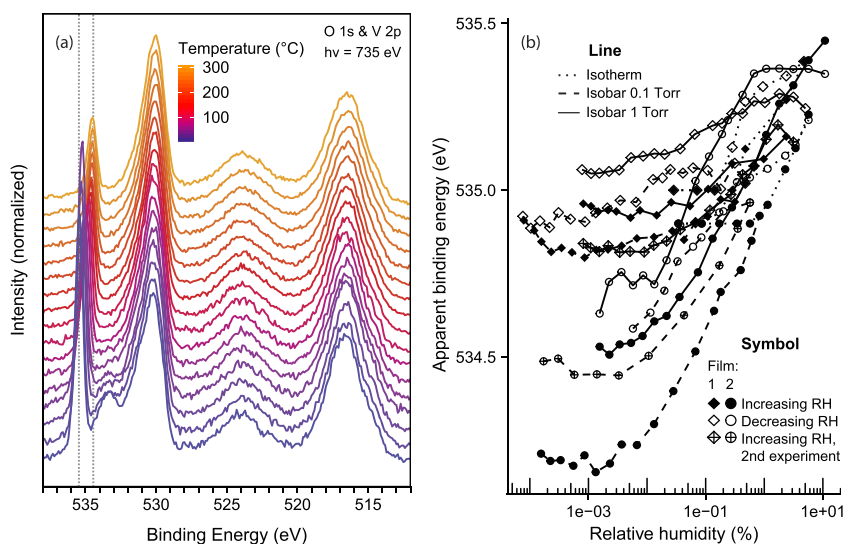 (a)
O 1s & V 2p
hν = 735 eV
Temperature (°C)
300
200
100
Intensity (normalized)
535
530
525
520
515
Binding Energy (eV)
(b)
535.5
535.0
534.5
Apparent binding energy (eV)
Line
Isotherm
Isobar 0.1 Torr
Isobar 1 Torr
Symbol
Film:
1 2
Increasing RH
Decreasing RH
Increasing RH,
2nd experiment
1e−03
1e−01
1e+01
Relative humidity (%)